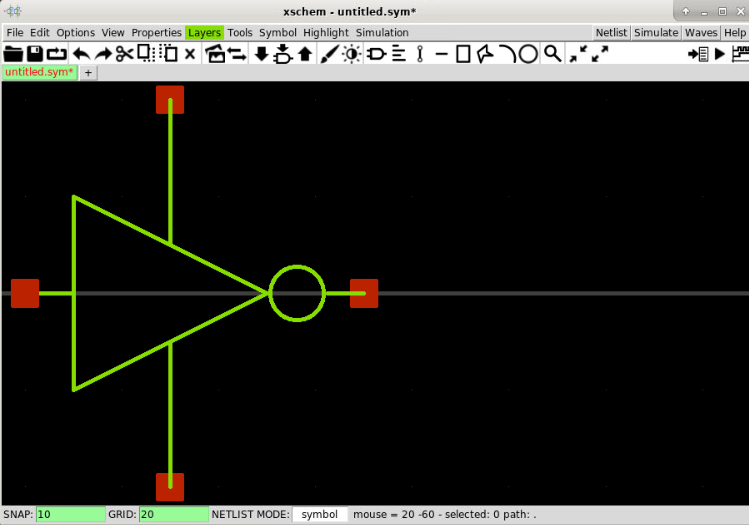 xschem - untitled.sym*
File Edit Options View Properties Layers Tools Symbol Highlight Simulation Netlist Simulate Waves Help
untitled.sym* +
SNAP: 10 GRID: 20 NETLIST MODE: symbol mouse = 20 -60 - selected: 0 path: .